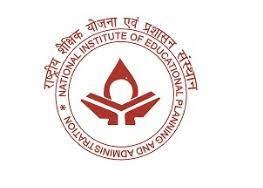 राष्ट्रीय शैक्षिक योजना एवं प्रशासन संस्थान
* NATIONAL INSTITUTE OF EDUCATIONAL PLANNING AND ADMINISTRATION